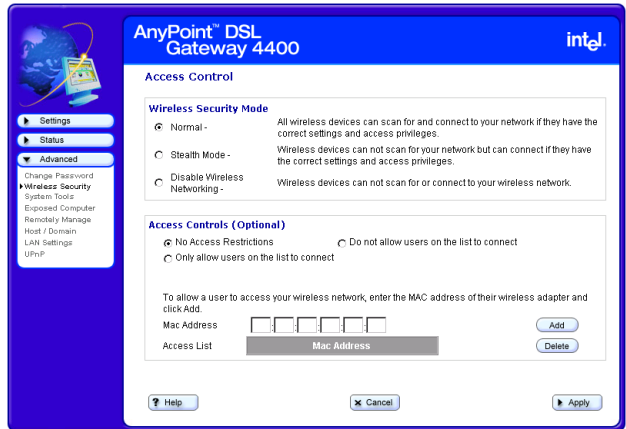 AnyPoint™ DSL
Gateway 4400
intel.
Settings
Status
Advanced
Change Password
Wireless Security
System Tools
Exposed Computer
Remotely Manage
Host / Domain
LAN Settings
UPnP
Access Control
Wireless Security Mode
Normal -
All wireless devices can scan for and connect to your network if they have the
correct settings and access privileges.
Stealth Mode -
Wireless devices can not scan for your network but can connect if they have
the correct settings and access privileges.
Disable Wireless
Networking -
Wireless devices can not scan for or connect to your wireless network.
Access Controls (Optional)
No Access Restrictions
Do not allow users on the list to connect
Only allow users on the list to connect
To allow a user to access your wireless network, enter the MAC address of their wireless adapter and
click Add.
Mac Address
: : : : :
Add
Access List
Mac Address
Delete
? Help
Cancel
Apply